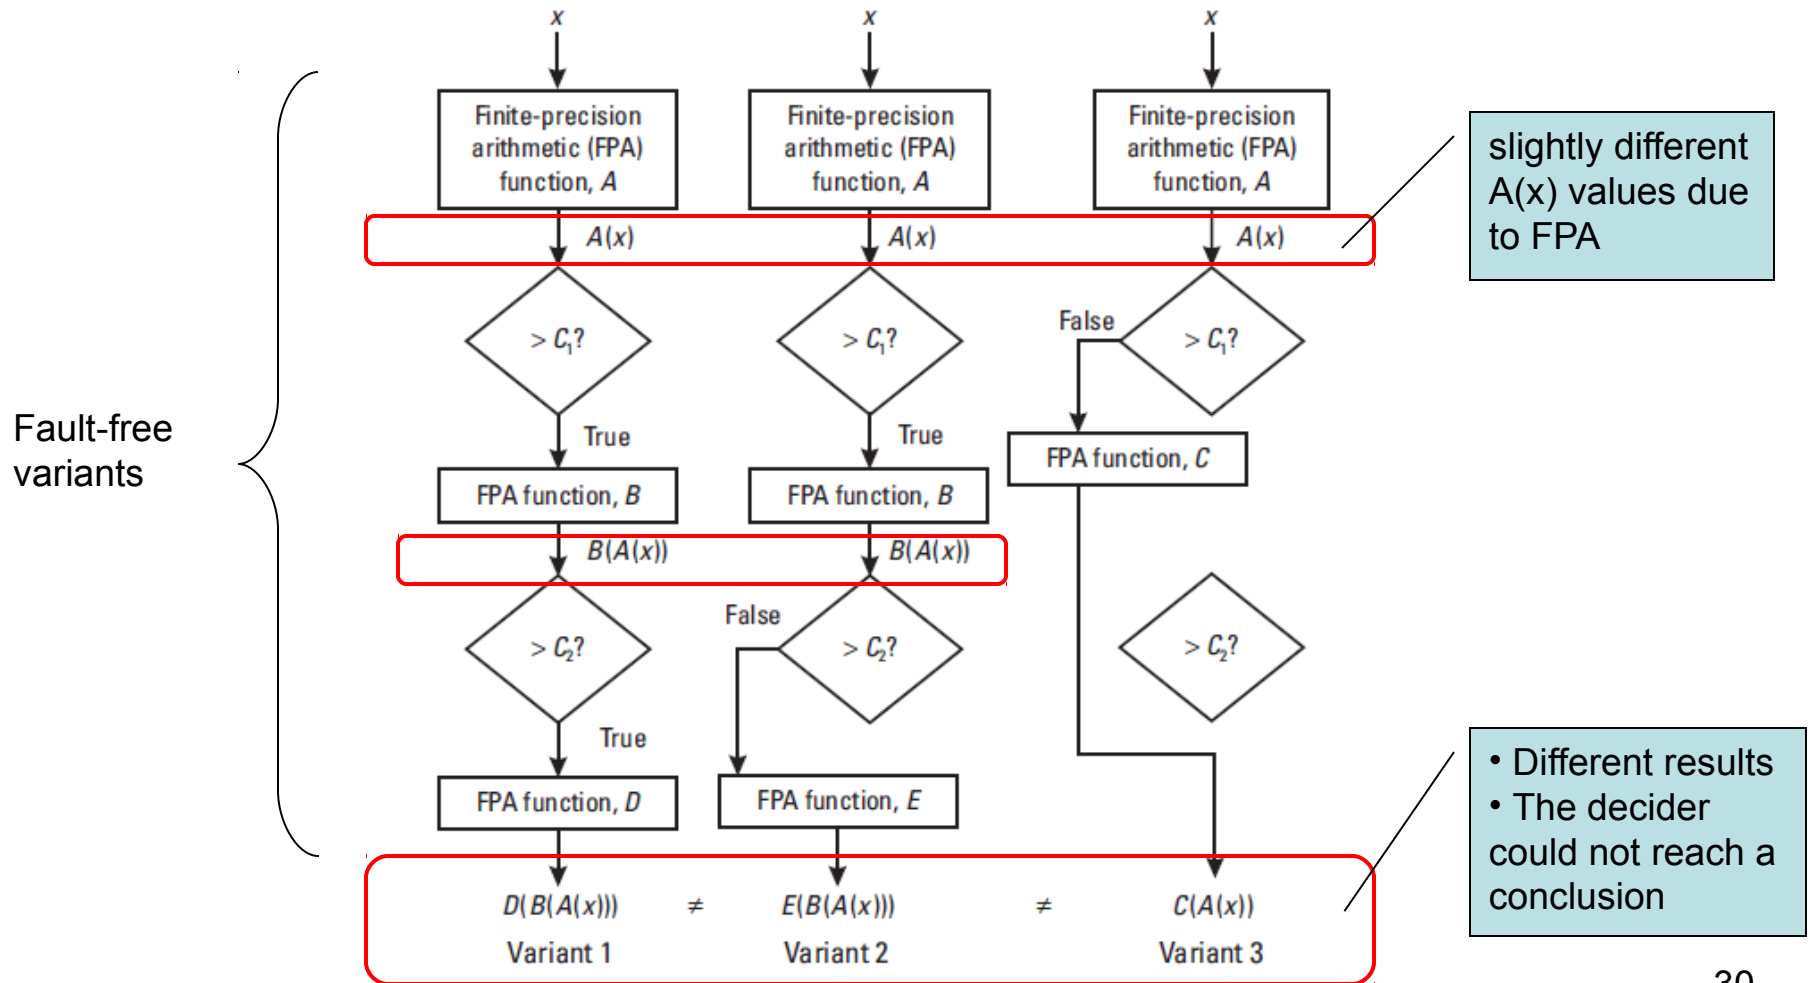 x
x
x
Finite-precision
arithmetic (FPA)
function, A
Finite-precision
arithmetic (FPA)
function, A
Finite-precision
arithmetic (FPA)
function, A
slightly different
A(x) values due
to FPA
A(x)
A(x)
A(x)
> C1?
> C1?
False
> C1?
Fault-free
variants
True
True
FPA function, B
FPA function, B
FPA function, C
B(A(x))
B(A(x))
> C2?
False
> C2?
> C2?
True
FPA function, D
FPA function, E
• Different results
• The decider
could not reach a
conclusion
D(B(A(x))) ≠ E(B(A(x))) ≠ C(A(x))
Variant 1
Variant 2
Variant 3
30